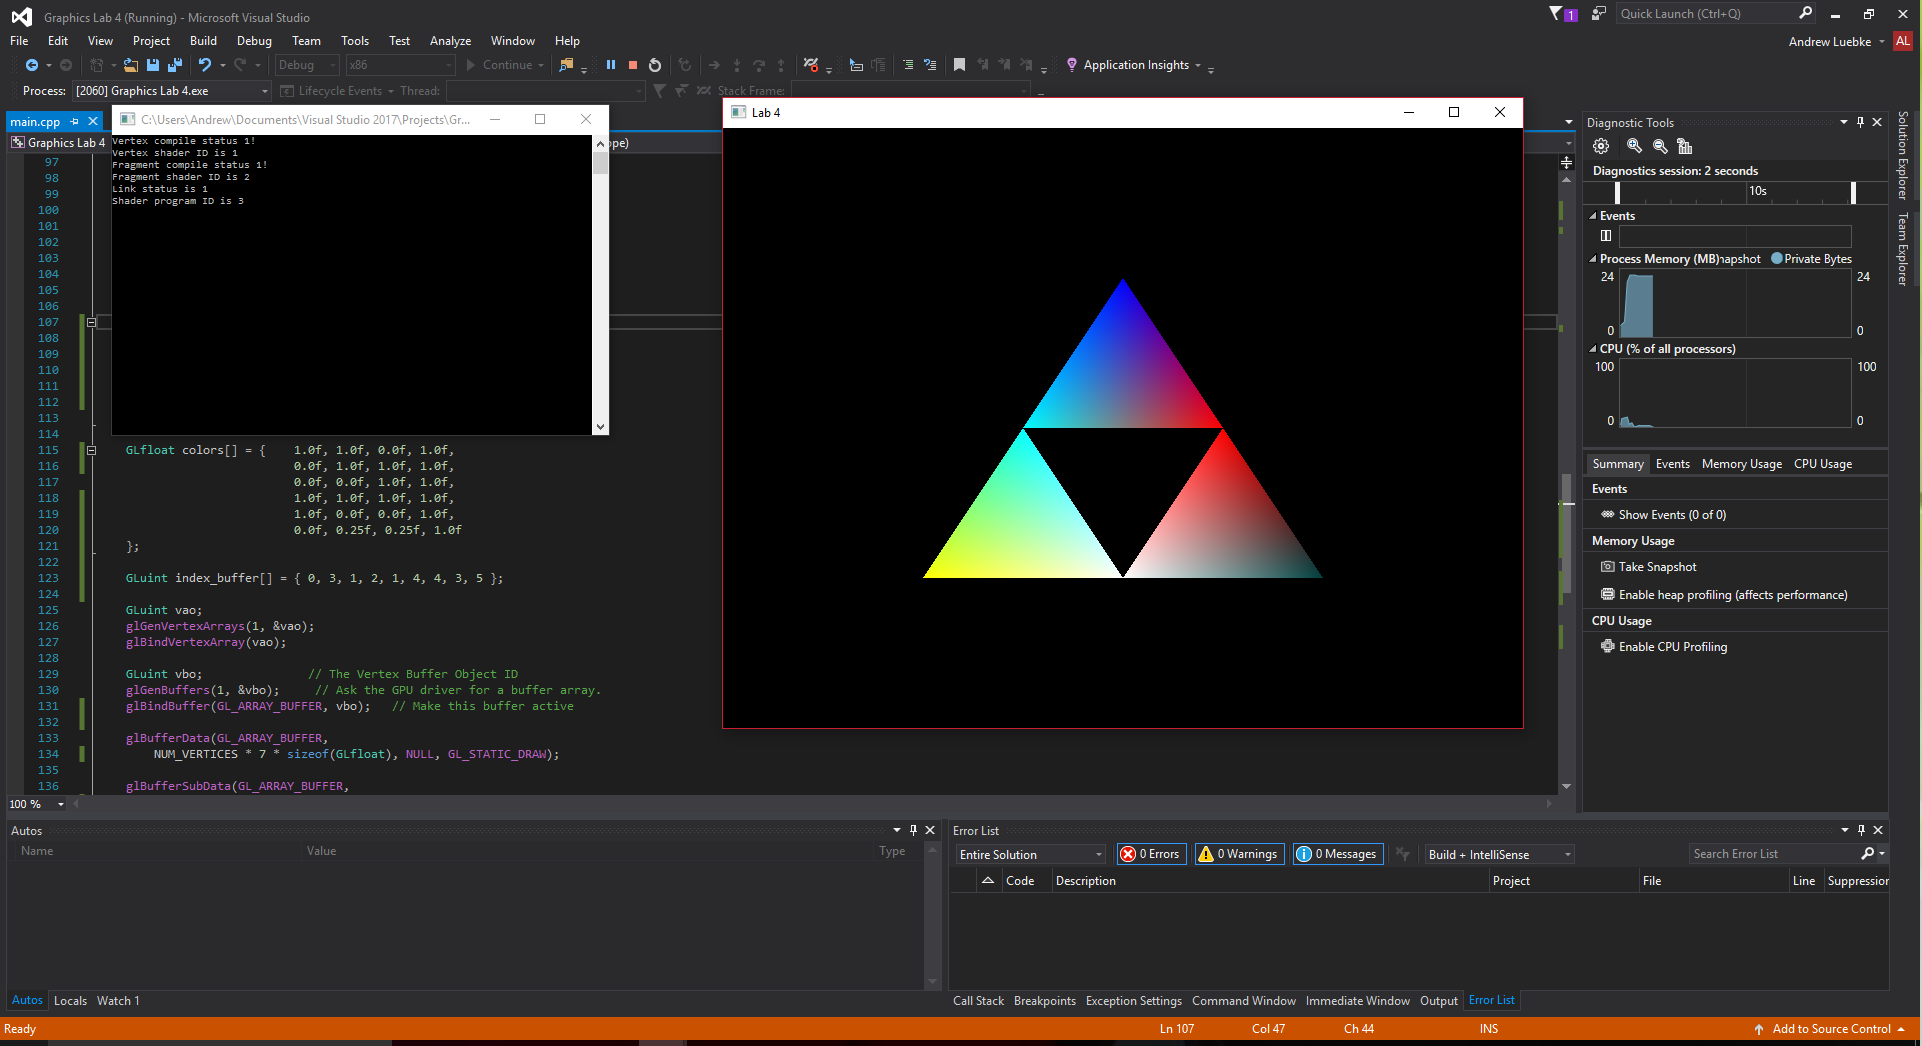 Graphics Lab 4 (Running) - Microsoft Visual Studio
1
Quick Launch (Ctrl+Q)
File Edit View Project Build Debug Team Tools Test Analyze Window Help
Andrew Luebke AL
Debug x86 Continue Application Insights
Process: [2060] Graphics Lab 4.exe Lifecycle Events Thread: Stack Frame:
main.cpp
Graphics Lab 4
C:\Users\Andrew\Documents\Visual Studio 2017\Projects\Gr...
Vertex compile status 1!
Vertex shader ID is 1
Fragment compile status 1!
Fragment shader ID is 2
Link status is 1
Shader program ID is 3
ope)
Lab 4
97
98
99
100
101
102
103
104
105
106
107
108
109
110
111
112
113
114
115 GLfloat colors[] = { 1.0f, 1.0f, 0.0f, 1.0f,
116 0.0f, 1.0f, 1.0f, 1.0f,
117 0.0f, 0.0f, 1.0f, 1.0f,
118 1.0f, 1.0f, 1.0f, 1.0f,
119 1.0f, 0.0f, 0.0f, 1.0f,
120 0.0f, 0.25f, 0.25f, 1.0f
121 };
122
123 GLuint index_buffer[] = { 0, 3, 1, 2, 1, 4, 4, 3, 5 };
124
125 GLuint vao;
126 glGenVertexArrays(1, &vao);
127 glBindVertexArray(vao);
128
129 GLuint vbo; // The Vertex Buffer Object ID
130 glGenBuffers(1, &vbo); // Ask the GPU driver for a buffer array.
131 glBindBuffer(GL_ARRAY_BUFFER, vbo); // Make this buffer active
132
133 glBufferData(GL_ARRAY_BUFFER,
134 NUM_VERTICES * 7 * sizeof(GLfloat), NULL, GL_STATIC_DRAW);
135
136 glBufferSubData(GL_ARRAY_BUFFER,
100 %
Diagnostic Tools
Diagnostics session: 2 seconds
10s
Events
Process Memory (MB) napshot Private Bytes
24 24
0 0
CPU (% of all processors)
100 100
0 0
Summary Events Memory Usage CPU Usage
Events
Show Events (0 of 0)
Memory Usage
Take Snapshot
Enable heap profiling (affects performance)
CPU Usage
Enable CPU Profiling
Solution Explorer
Team Explorer
Autos
Name Value Type
Autos Locals Watch 1
Error List
Entire Solution 0 Errors 0 Warnings 0 Messages Build + IntelliSense Search Error List
Code Description Project File Line Suppression
Call Stack Breakpoints Exception Settings Command Window Immediate Window Output Error List
Ready Ln 107 Col 47 Ch 44 INS Add to Source Control